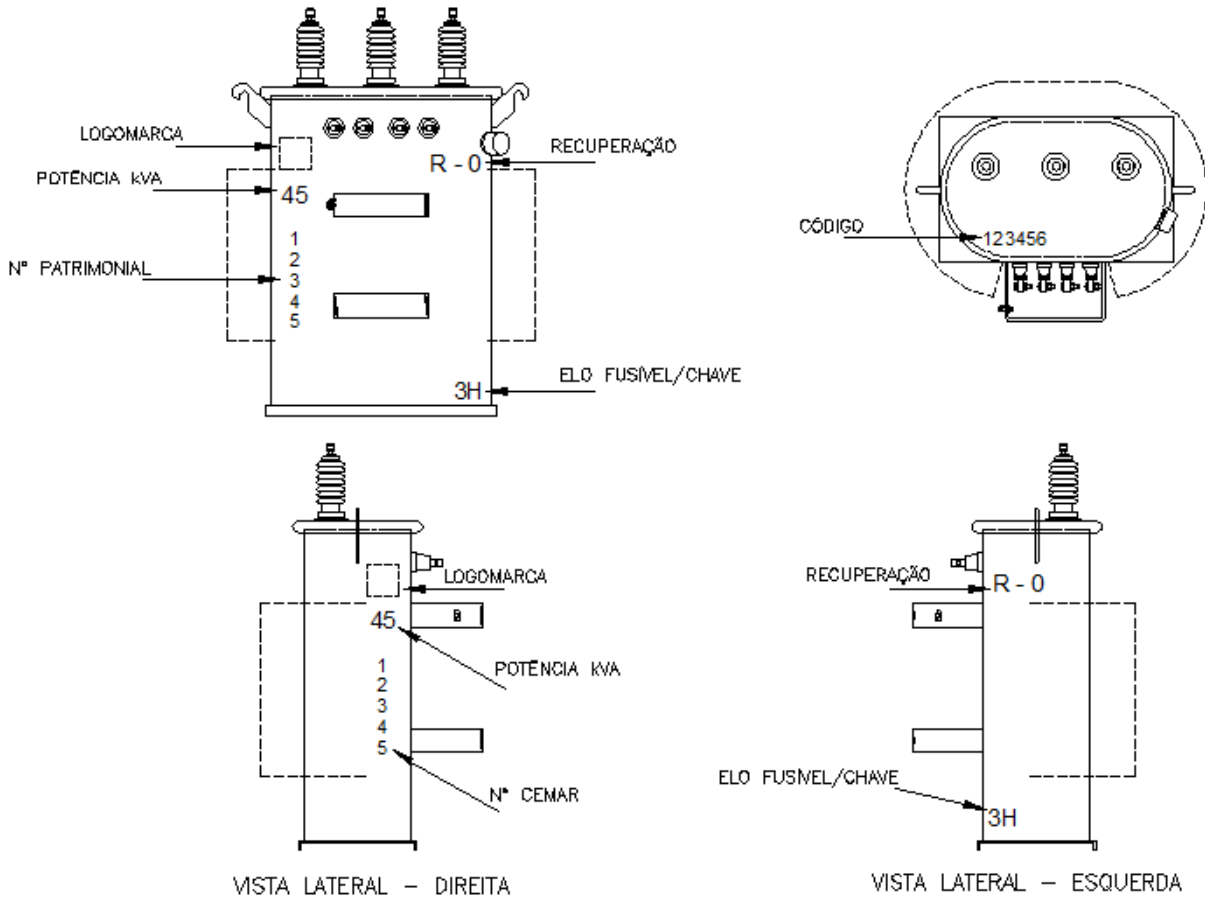 LOGOMARCA
R - 0
RECUPERAÇÃO
POTÊNCIA kVA
45
1
2
Nº PATRIMONIAL
3
4
5
3H
ELO FUSÍVEL/CHAVE
CÓDIGO
123456
LOGOMARCA
45
POTÊNCIA kVA
1
2
3
4
5
Nº CEMAR
VISTA LATERAL - DIREITA
RECUPERAÇÃO
R - 0
ELO FUSÍVEL/CHAVE
3H
VISTA LATERAL - ESQUERDA